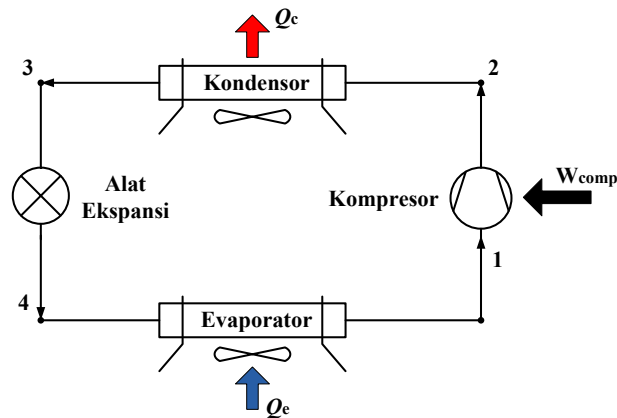 Qc
3
Kondensor
2
Alat
Ekspansi
Kompresor
Wcomp
1
4
Evaporator
Qe